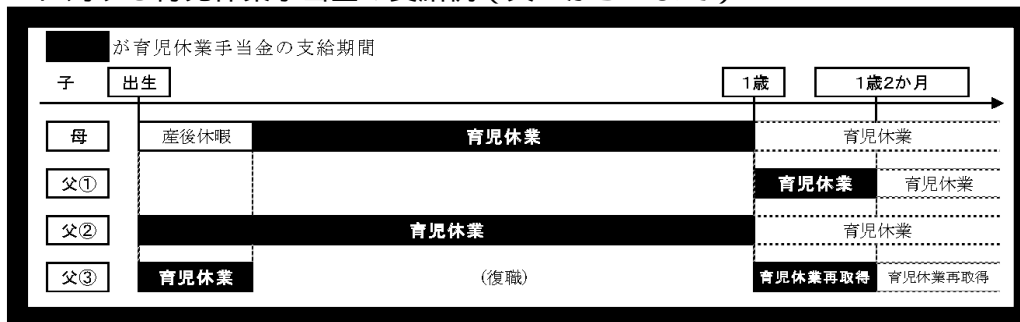 が育児休業手当金の支給期間
子 出生 1歳 1歳2か月
母 産後休暇 育児休業 育児休業
父① 育児休業 育児休業
父② 育児休業 育児休業
父③ 育児休業 (復職) 育児休業再取得 育児休業再取得